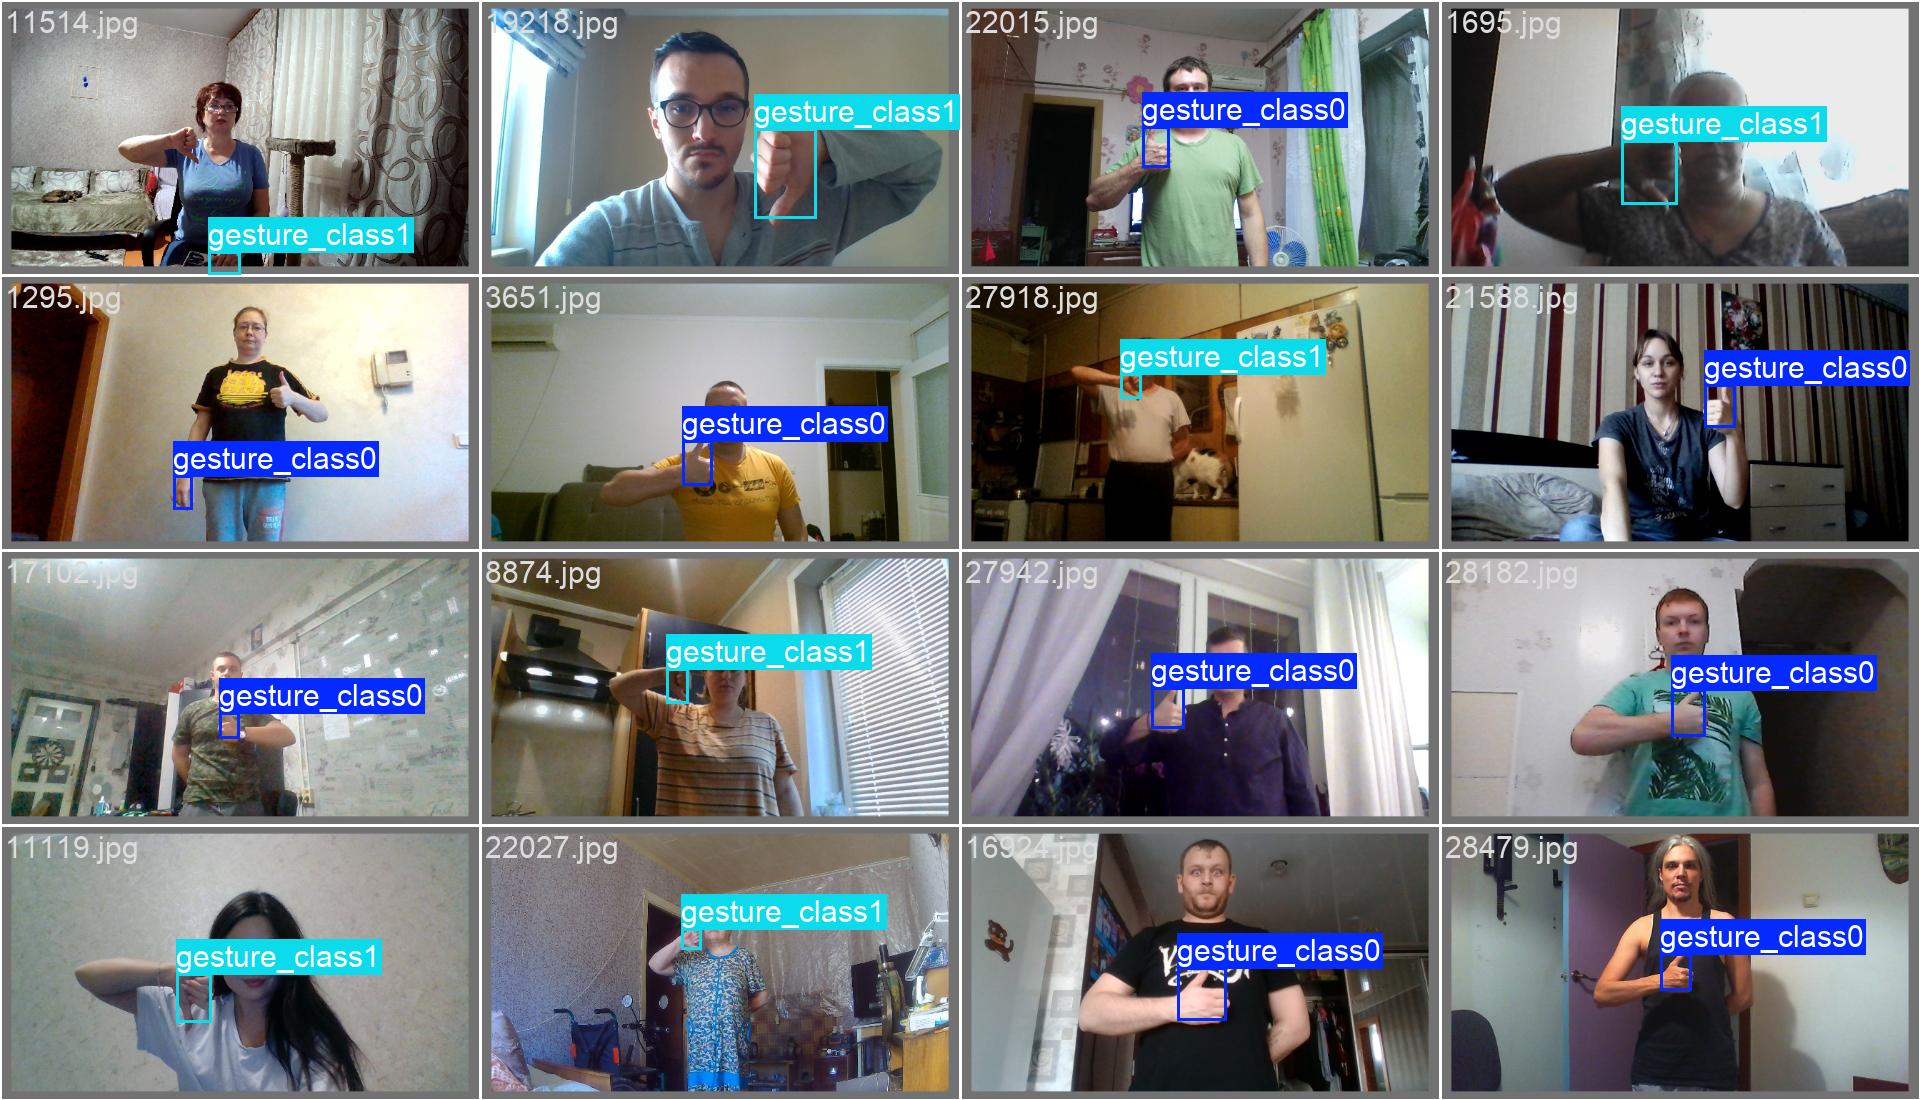 11514.jpg
19218.jpg
22015.jpg
1695.jpg
gesture_class1
gesture_class1
gesture_class0
gesture_class1
1295.jpg
3651.jpg
27918.jpg
21588.jpg
gesture_class0
gesture_class0
gesture_class1
gesture_class0
17102.jpg
8874.jpg
27942.jpg
28182.jpg
gesture_class0
gesture_class1
gesture_class0
gesture_class0
11119.jpg
22027.jpg
16924.jpg
28479.jpg
gesture_class1
gesture_class1
gesture_class0
gesture_class0